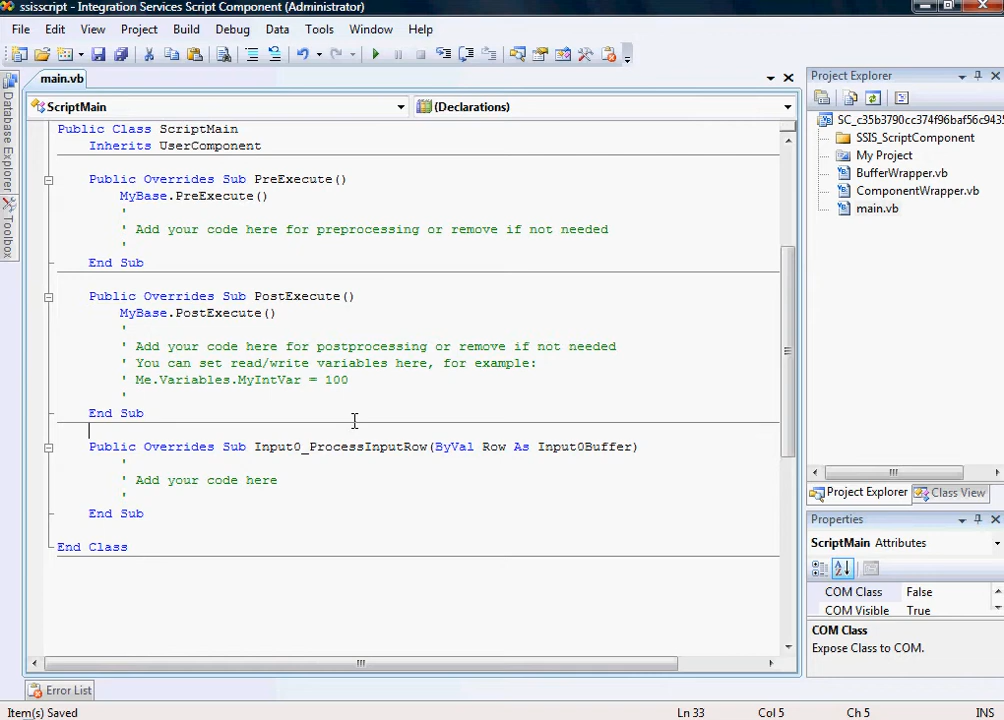 ssisscript - Integration Services Script Component (Administrator)
File Edit View Project Build Debug Data Tools Window Help
main.vb
ScriptMain
(Declarations)
Public Class ScriptMain
Inherits UserComponent
Public Overrides Sub PreExecute()
MyBase.PreExecute()
'
' Add your code here for preprocessing or remove if not needed
'
End Sub
Public Overrides Sub PostExecute()
MyBase.PostExecute()
'
' Add your code here for postprocessing or remove if not needed
' You can set read/write variables here, for example:
' Me.Variables.MyIntVar = 100
'
End Sub
Public Overrides Sub Input0_ProcessInputRow(ByVal Row As Input0Buffer)
'
' Add your code here
'
End Sub
End Class
Database Explorer
Toolbox
Project Explorer
SC_c35b3790cc374f96baf56c9435
SSIS_ScriptComponent
My Project
BufferWrapper.vb
ComponentWrapper.vb
main.vb
Project Explorer
Class View
Properties
ScriptMain Attributes
COM Class False
COM Visible True
COM Class
Expose Class to COM.
Error List
Item(s) Saved
Ln 33
Col 5
Ch 5
INS